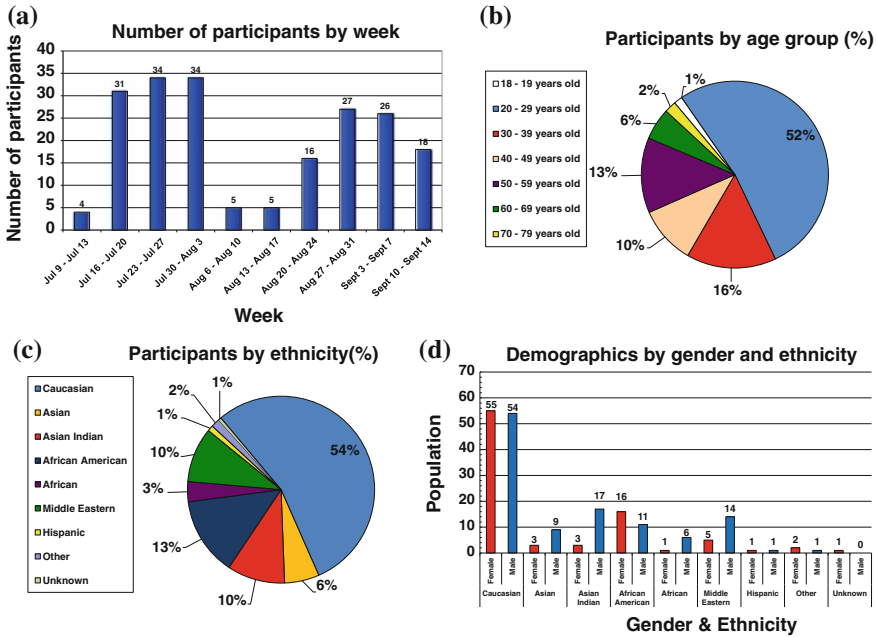 (a)
Number of participants by week
Number of participants
40
35
30
25
20
15
10
5
0
4
31
34
34
5
5
16
27
26
18
Jul 9 - Jul 13
Jul 16 - Jul 20
Jul 23 - Jul 27
Jul 30 - Aug 3
Aug 6 - Aug 10
Aug 13 - Aug 17
Aug 20 - Aug 24
Aug 27 - Aug 31
Sept 3 - Sept 7
Sept 10 - Sept 14
Week
(b)
Participants by age group (%)
18 - 19 years old
20 - 29 years old
30 - 39 years old
40 - 49 years old
50 - 59 years old
60 - 69 years old
70 - 79 years old
1%
2%
6%
13%
10%
16%
52%
(c)
Participants by ethnicity(%)
Caucasian
Asian
Asian Indian
African American
African
Middle Eastern
Hispanic
Other
Unknown
1%
2%
1%
10%
3%
13%
10%
6%
54%
(d)
Demographics by gender and ethnicity
Population
70
60
50
40
30
20
10
0
55
54
3
9
3
17
16
11
1
6
5
14
1
1
2
1
1
0
Female
Male
Female
Male
Female
Male
Female
Male
Female
Male
Female
Male
Female
Male
Female
Male
Female
Male
Caucasian
Asian
Asian
Indian
African
American
African
Middle
Eastern
Hispanic
Other
Unknown
Gender & Ethnicity